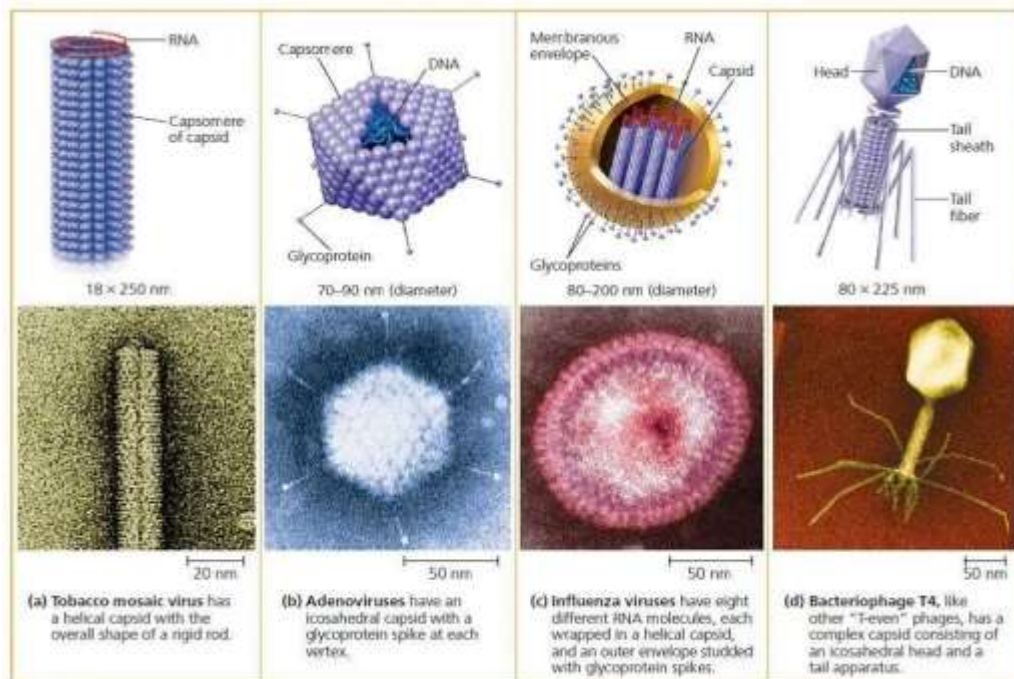 RNA
Capsomere
of capsid
18 × 250 nm
20 nm
(a) Tobacco mosaic virus has
a helical capsid with the
overall shape of a rigid rod.
Capsomere
DNA
Glycoprotein
70–90 nm (diameter)
50 nm
(b) Adenoviruses have an
icosahedral capsid with a
glycoprotein spike at each
vertex.
Membranous
envelope
RNA
Capsid
Glycoproteins
80–200 nm (diameter)
50 nm
(c) Influenza viruses have eight
different RNA molecules, each
wrapped in a helical capsid,
and an outer envelope studded
with glycoprotein spikes.
Head
DNA
Tail
sheath
Tail
fiber
80 × 225 nm
50 nm
(d) Bacteriophage T4, like
other "T-even" phages, has a
complex capsid consisting of
an icosahedral head and a
tail apparatus.